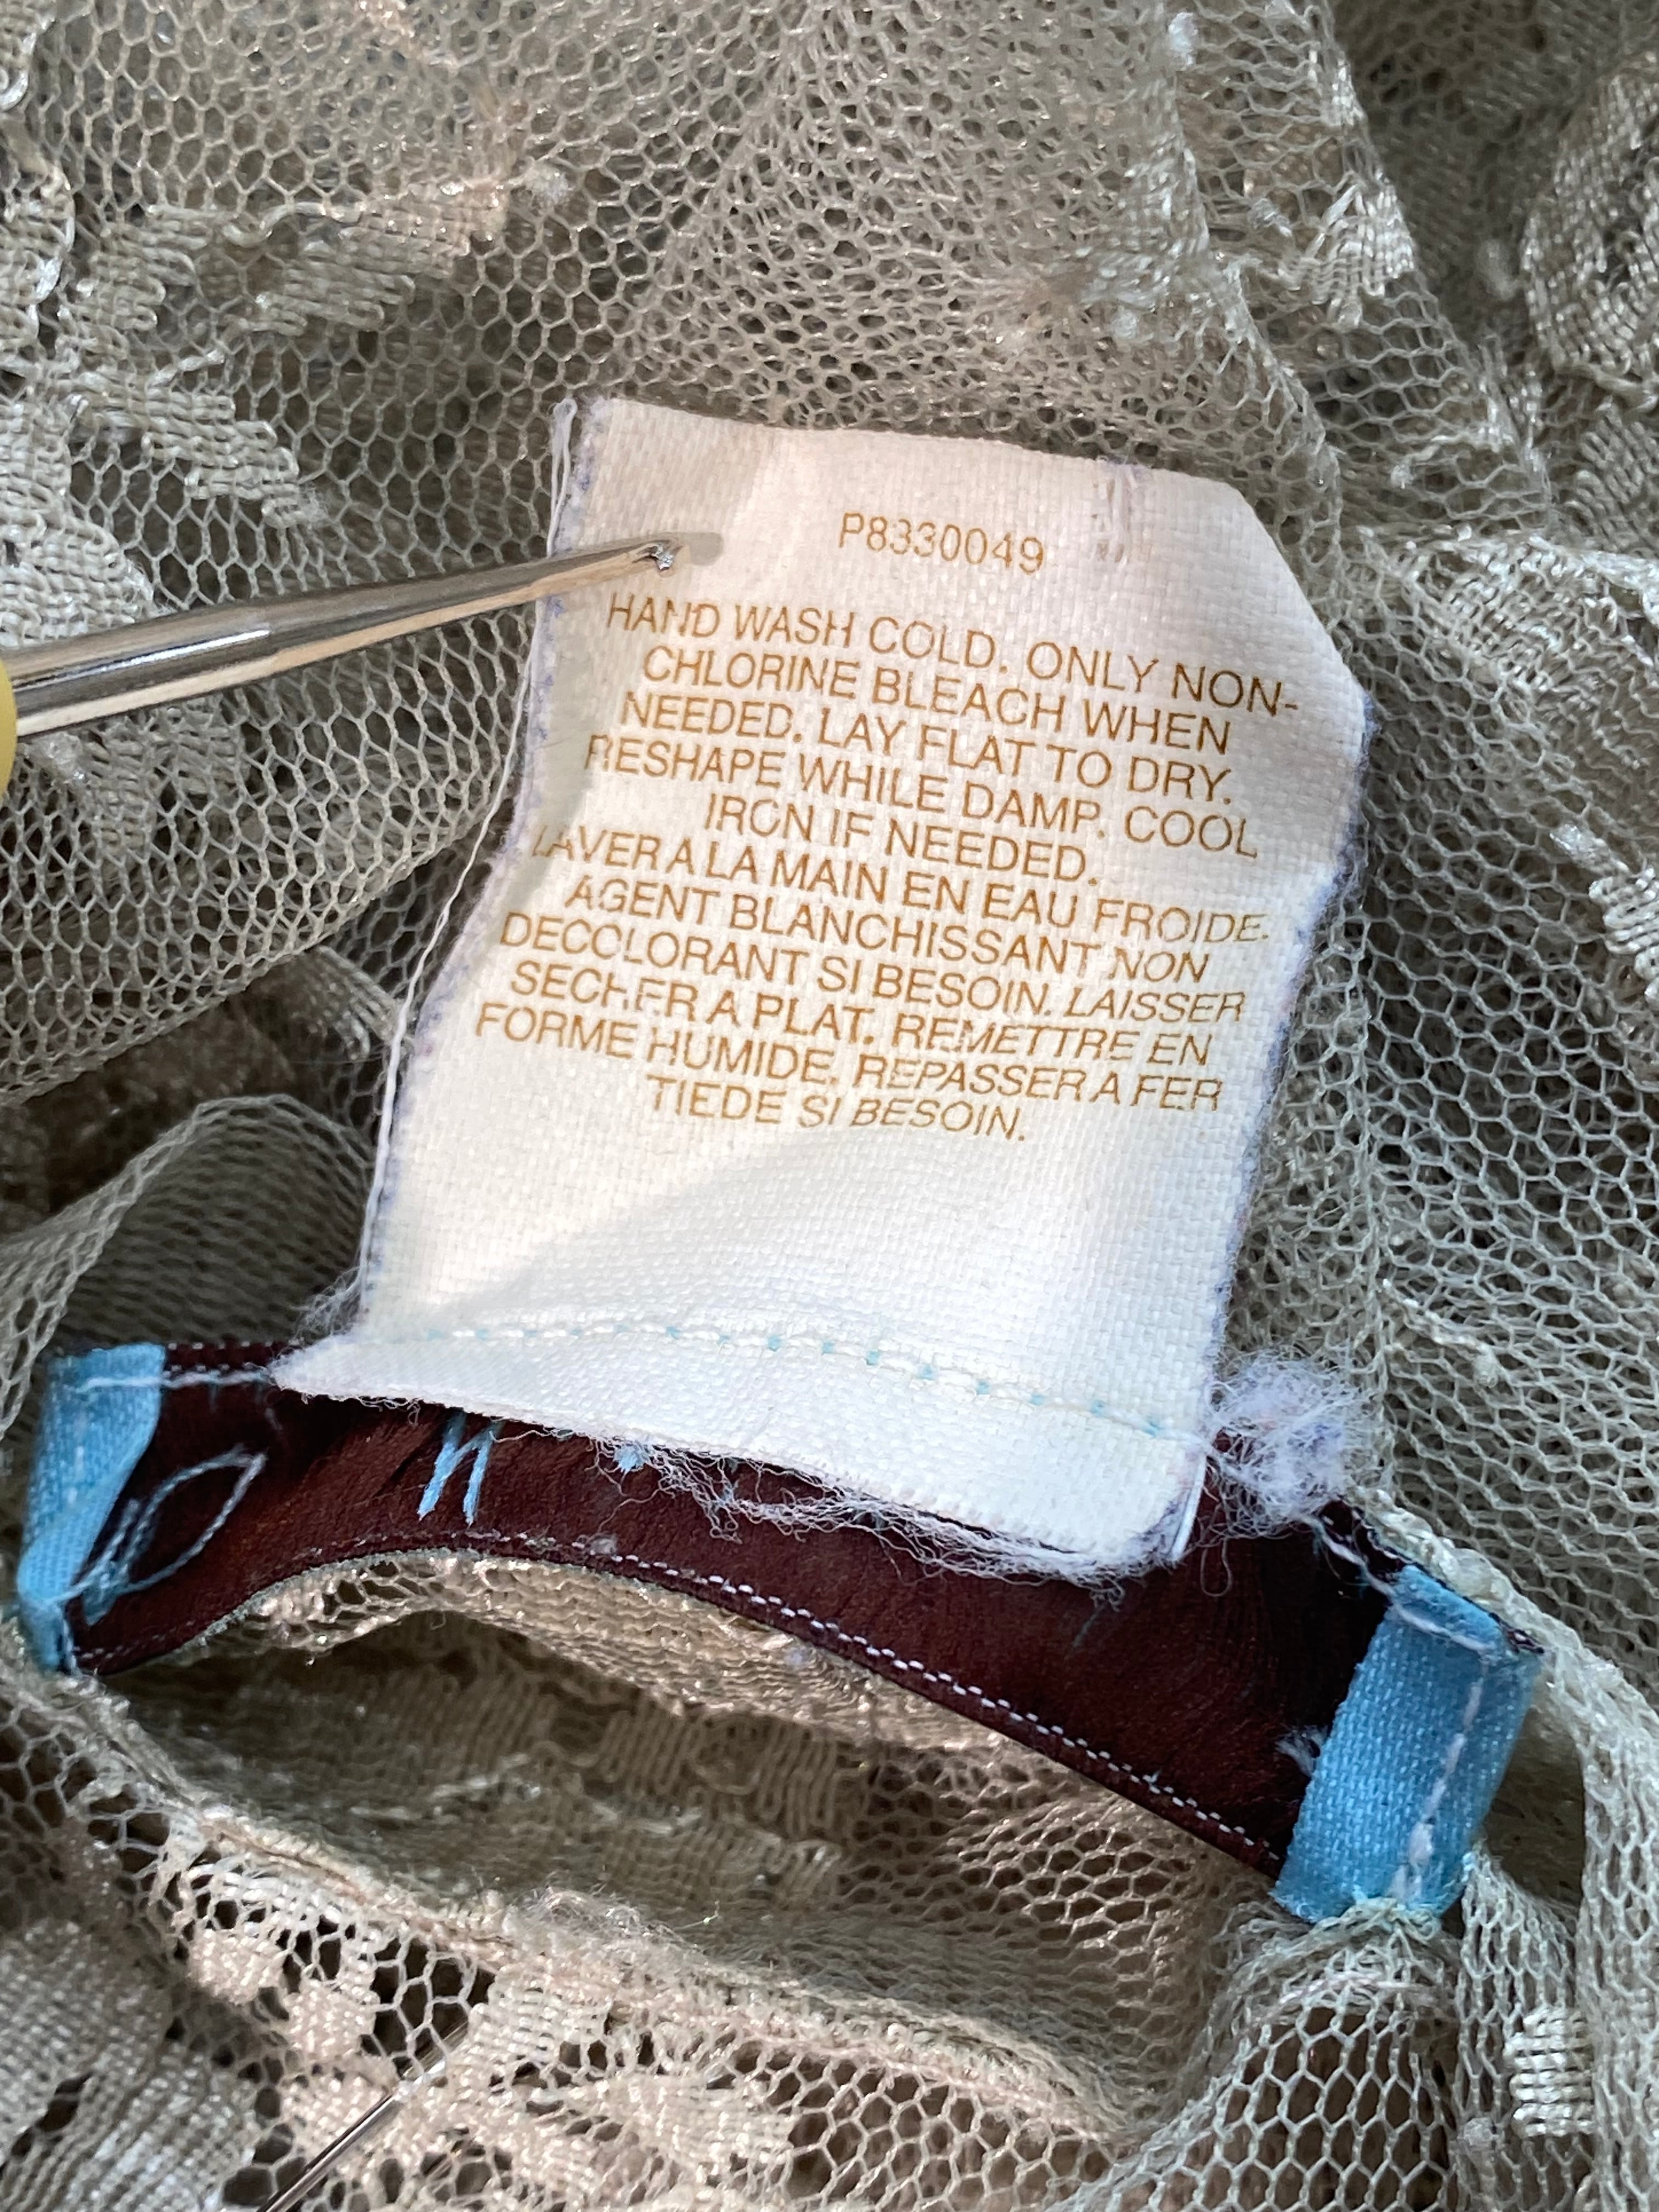 P8330049
HAND WASH COLD. ONLY NON-
CHLORINE BLEACH WHEN
NEEDED. LAY FLAT TO DRY.
RESHAPE WHILE DAMP. COOL
IRON IF NEEDED.
LAVER A LA MAIN EN EAU FROIDE.
AGENT BLANCHISSANT NON
DECOLORANT SI BESOIN. LAISSER
SECHER A PLAT. REMETTRE EN
FORME HUMIDE. REPASSER A FER
TIEDE SI BESOIN.